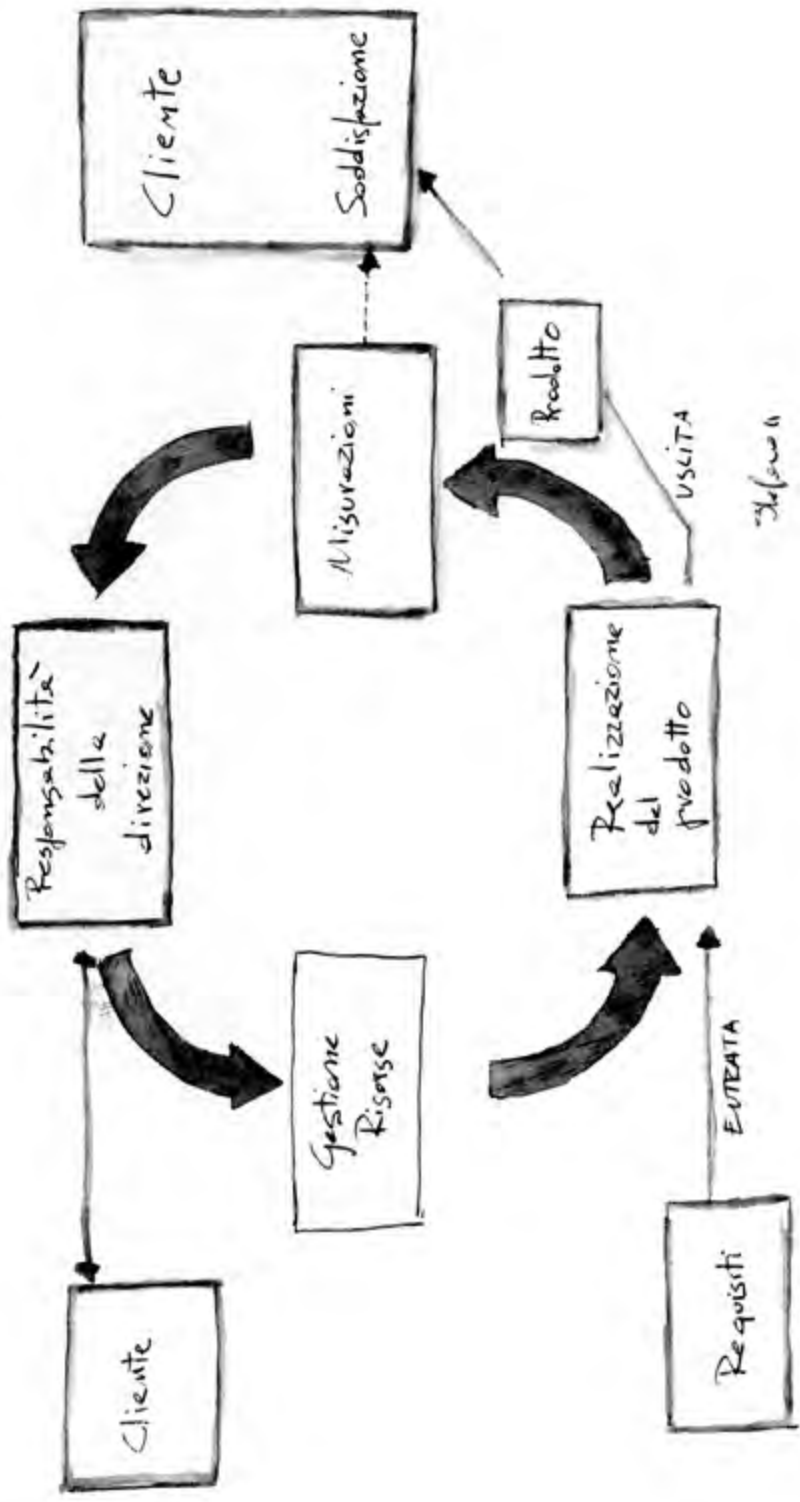 Cliente
Responsabilità
della
direzione
Cliente
Soddisfazione
Gestione
Risorse
Misurazioni
Prodotto
Requisiti
ENTRATA
Realizzazione
del
prodotto
USCITA